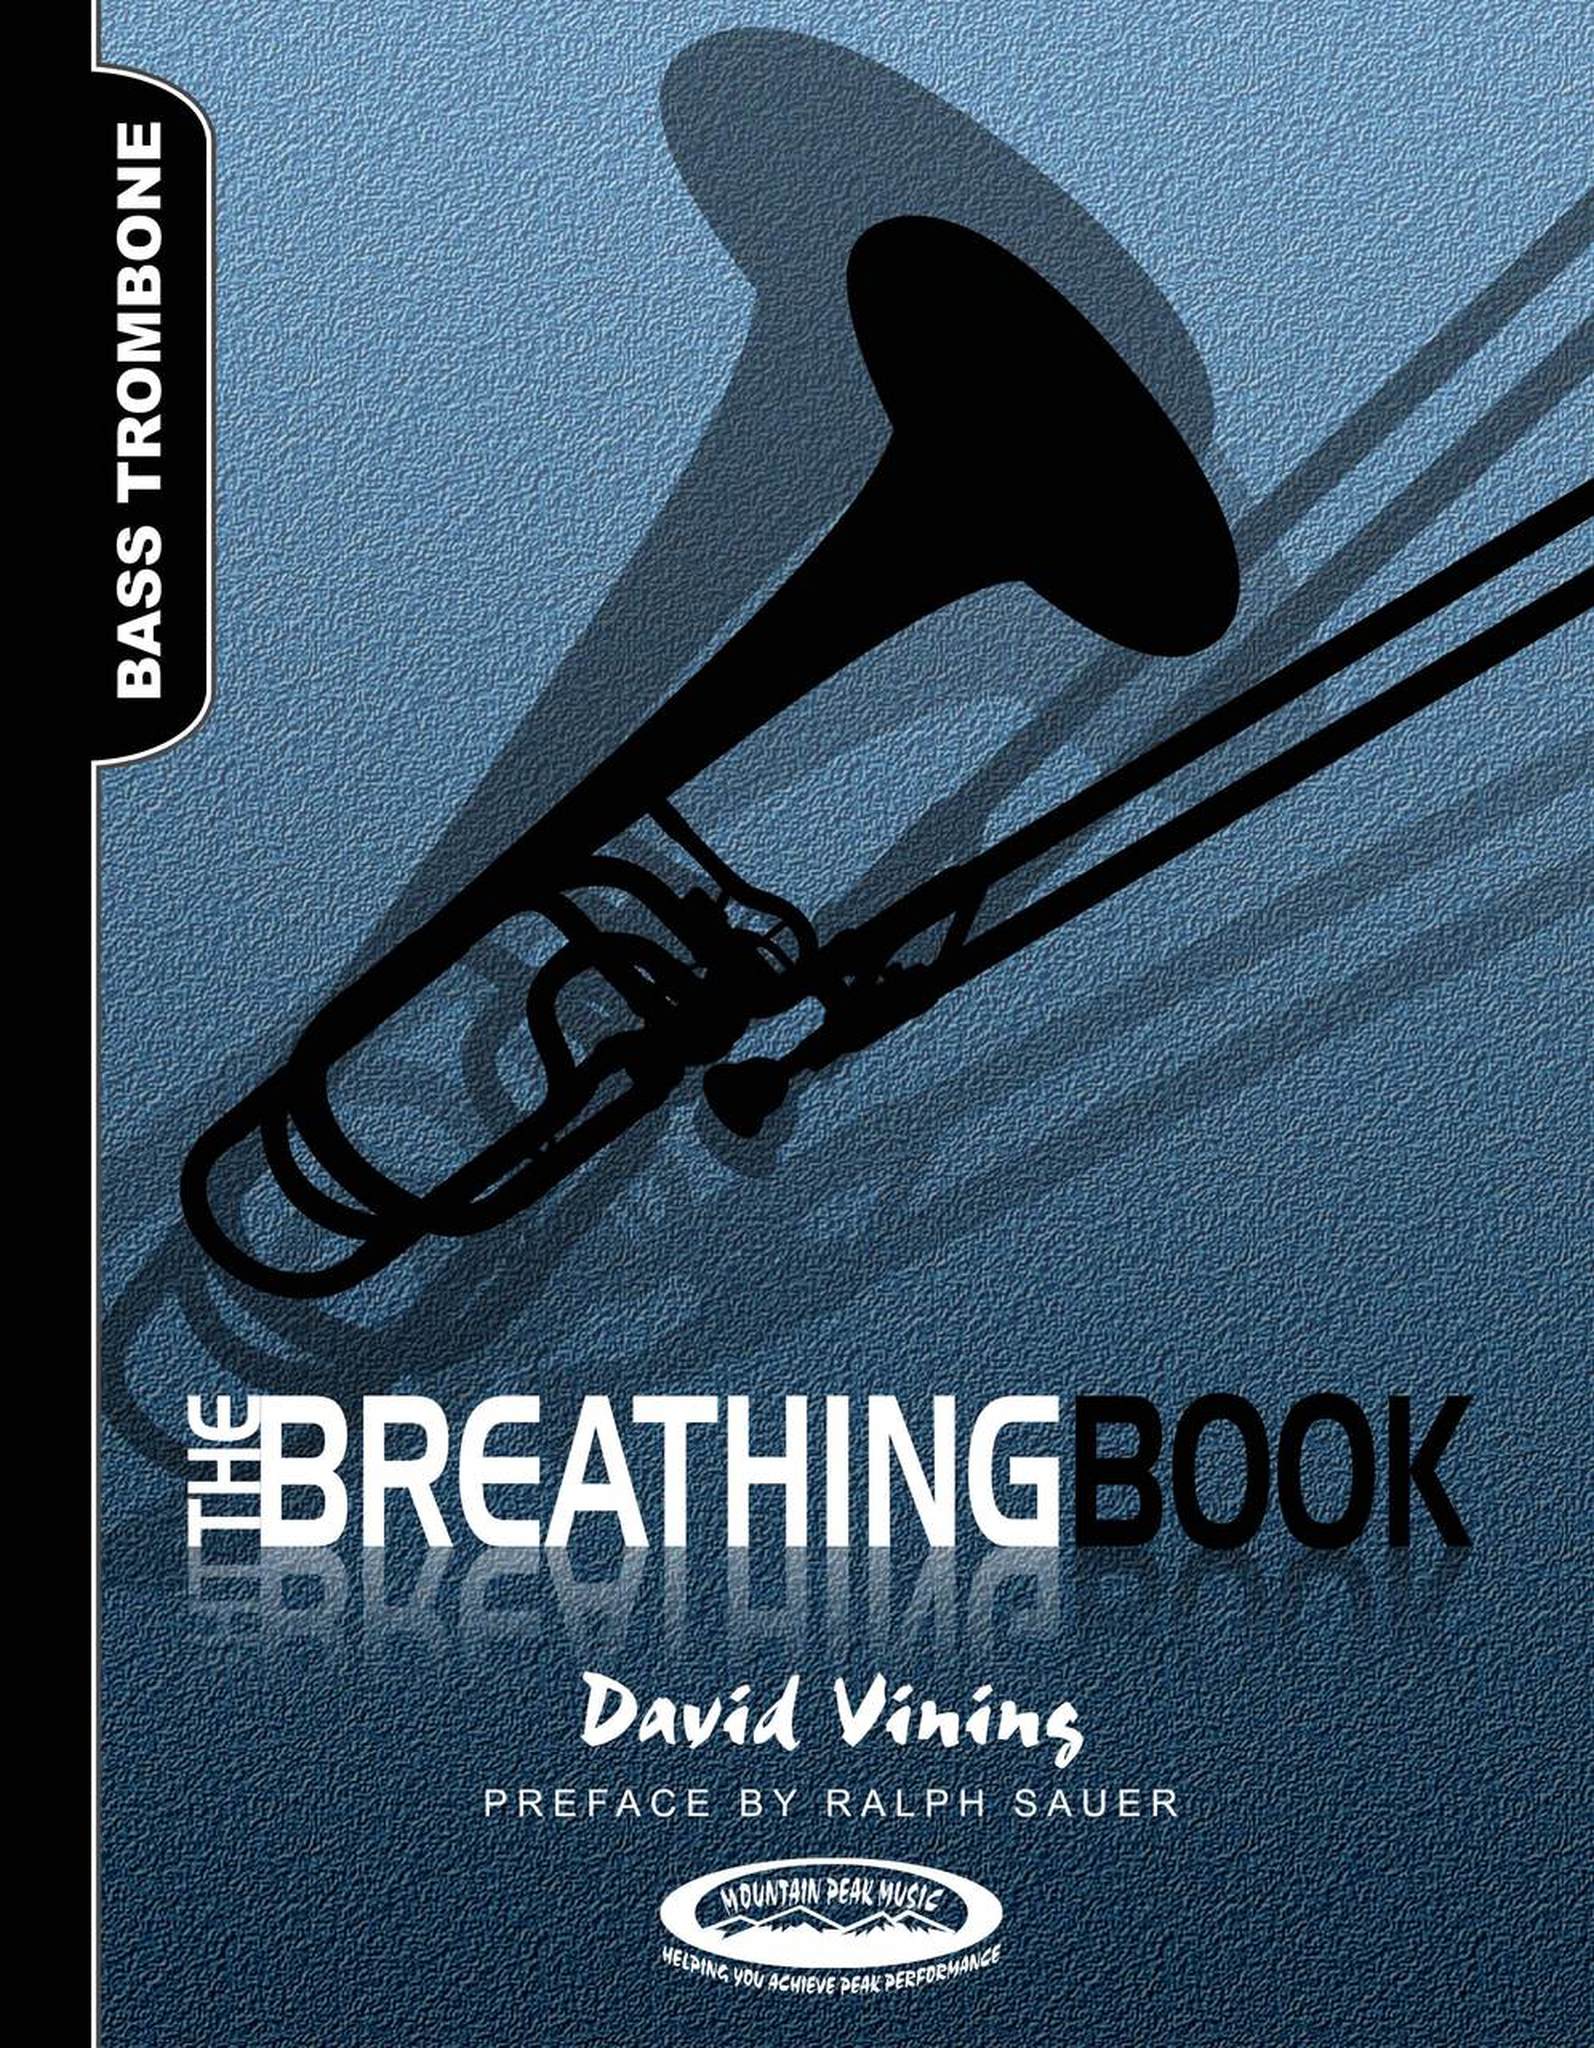 BASS TROMBONE
THE BREATHING BOOK
David Vining
PREFACE BY RALPH SAUER
MOUNTAIN PEAK MUSIC
HELPING YOU ACHIEVE PEAK PERFORMANCE